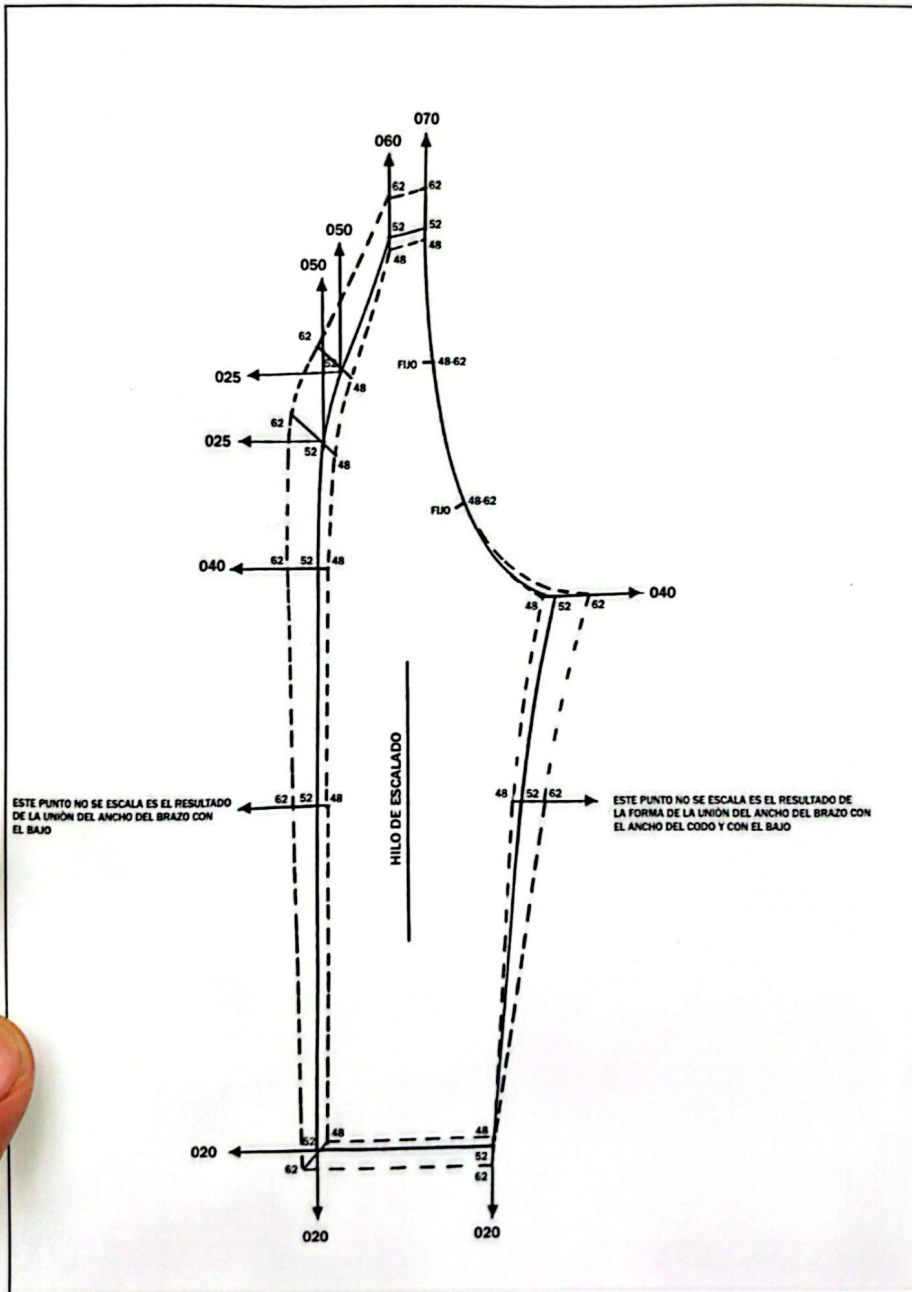 070
060
62 62
050
52 52
48 48
050
62
52
FIJO 48-62
025
48
62
025
52
48
FIJO 48-62
040 62 52 48
48 52 62 040
HILO DE ESCALADO
ESTE PUNTO NO SE ESCALA ES EL RESULTADO
DE LA UNIÓN DEL ANCHO DEL BRAZO CON
EL BAJO
62 52 48
48 52 62
ESTE PUNTO NO SE ESCALA ES EL RESULTADO DE
LA FORMA DE LA UNIÓN DEL ANCHO DEL BRAZO CON
EL ANCHO DEL CODO Y CON EL BAJO
48 48
52
020
52
62 62
020 020